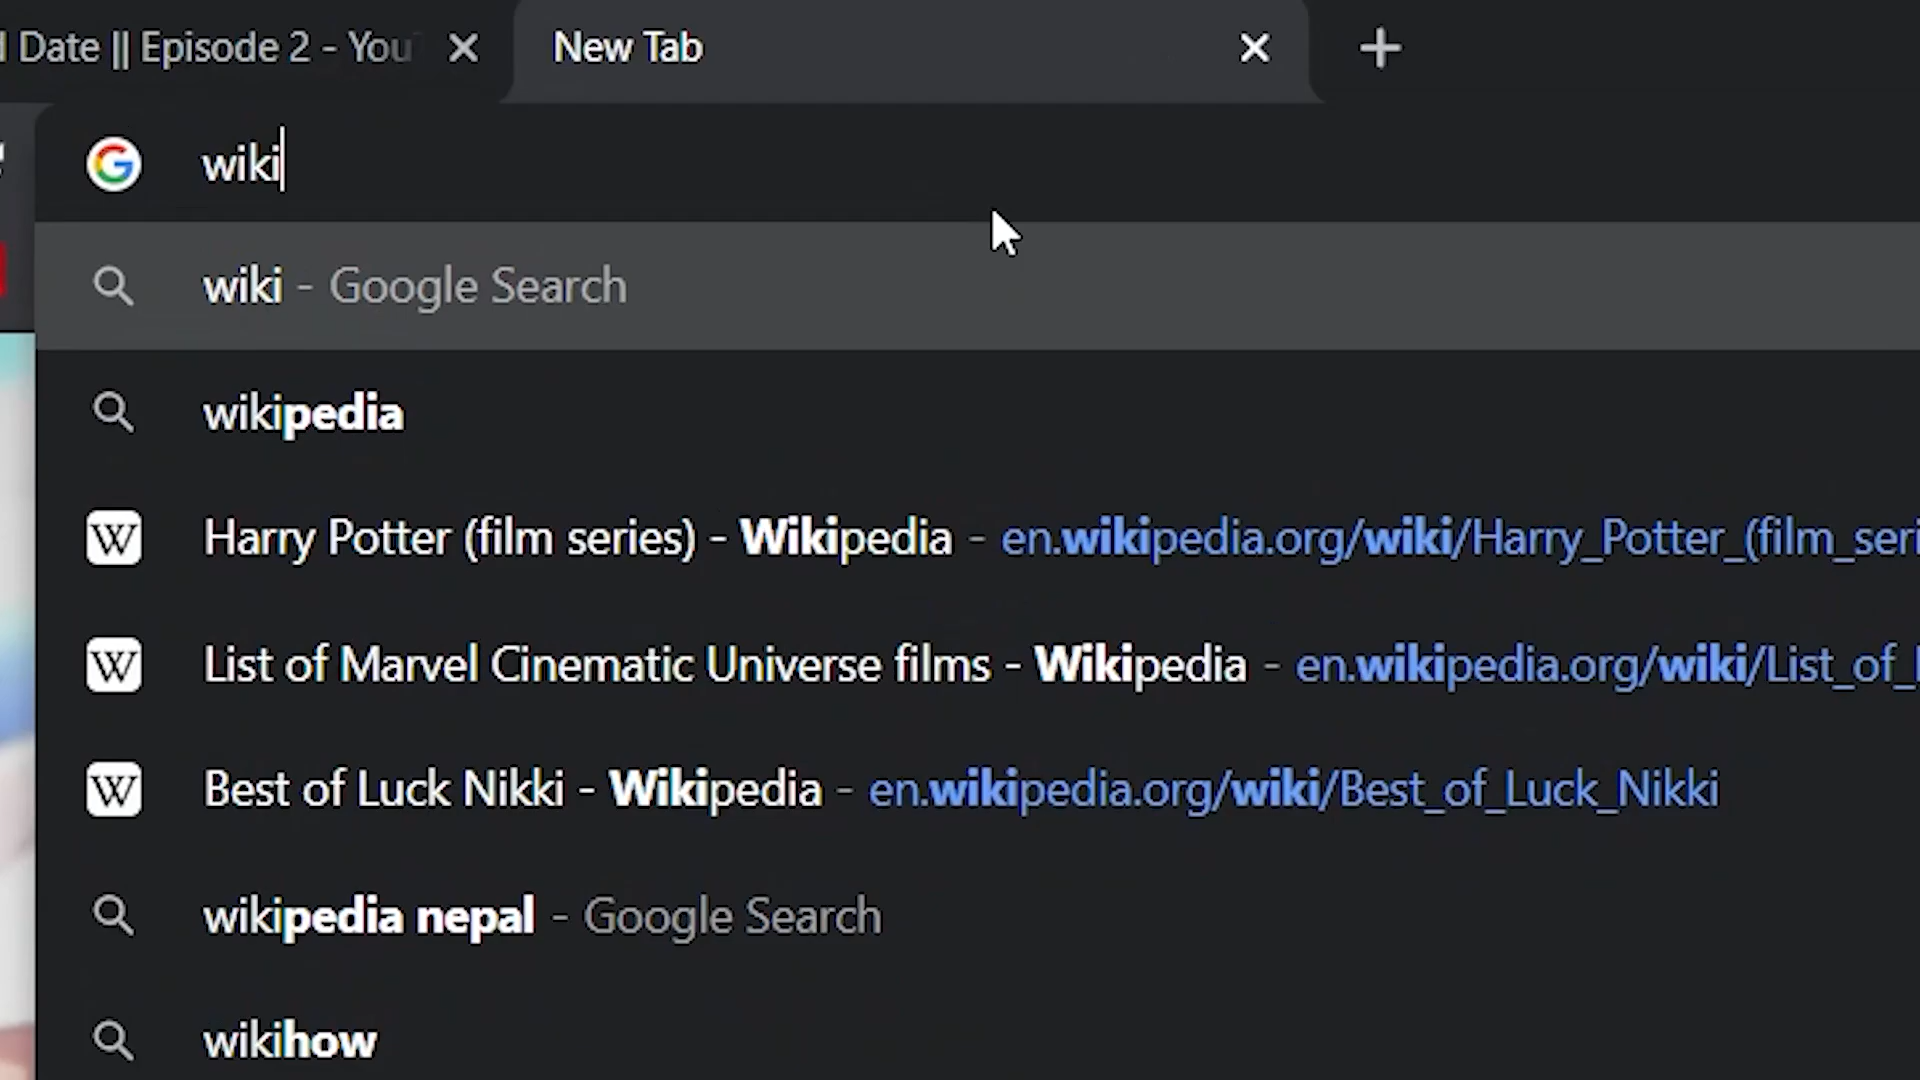 Date || Episode 2 - You
New Tab
wiki
wiki - Google Search
wikipedia
Harry Potter (film series) - Wikipedia - en.wikipedia.org/wiki/Harry_Potter_(film_seri
List of Marvel Cinematic Universe films - Wikipedia - en.wikipedia.org/wiki/List_of_
Best of Luck Nikki - Wikipedia - en.wikipedia.org/wiki/Best_of_Luck_Nikki
wikipedia nepal - Google Search
wikihow